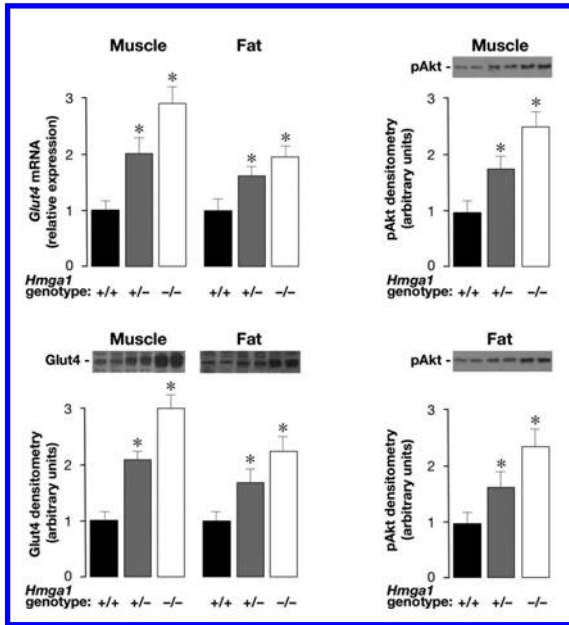 Muscle Fat
* * * *
3
2
1
0
Glut4 mRNA
(relative expression)
Hmga1
genotype: +/+ +/– –/– +/+ +/– –/–
Muscle
pAkt -
* *
3
2
1
0
pAkt densitometry
(arbitrary units)
Hmga1
genotype: +/+ +/– –/–
Muscle Fat
Glut4 -
* * * *
3
2
1
0
Glut4 densitometry
(arbitrary units)
Hmga1
genotype: +/+ +/– –/– +/+ +/– –/–
Fat
pAkt -
* *
3
2
1
0
pAkt densitometry
(arbitrary units)
Hmga1
genotype: +/+ +/– –/–